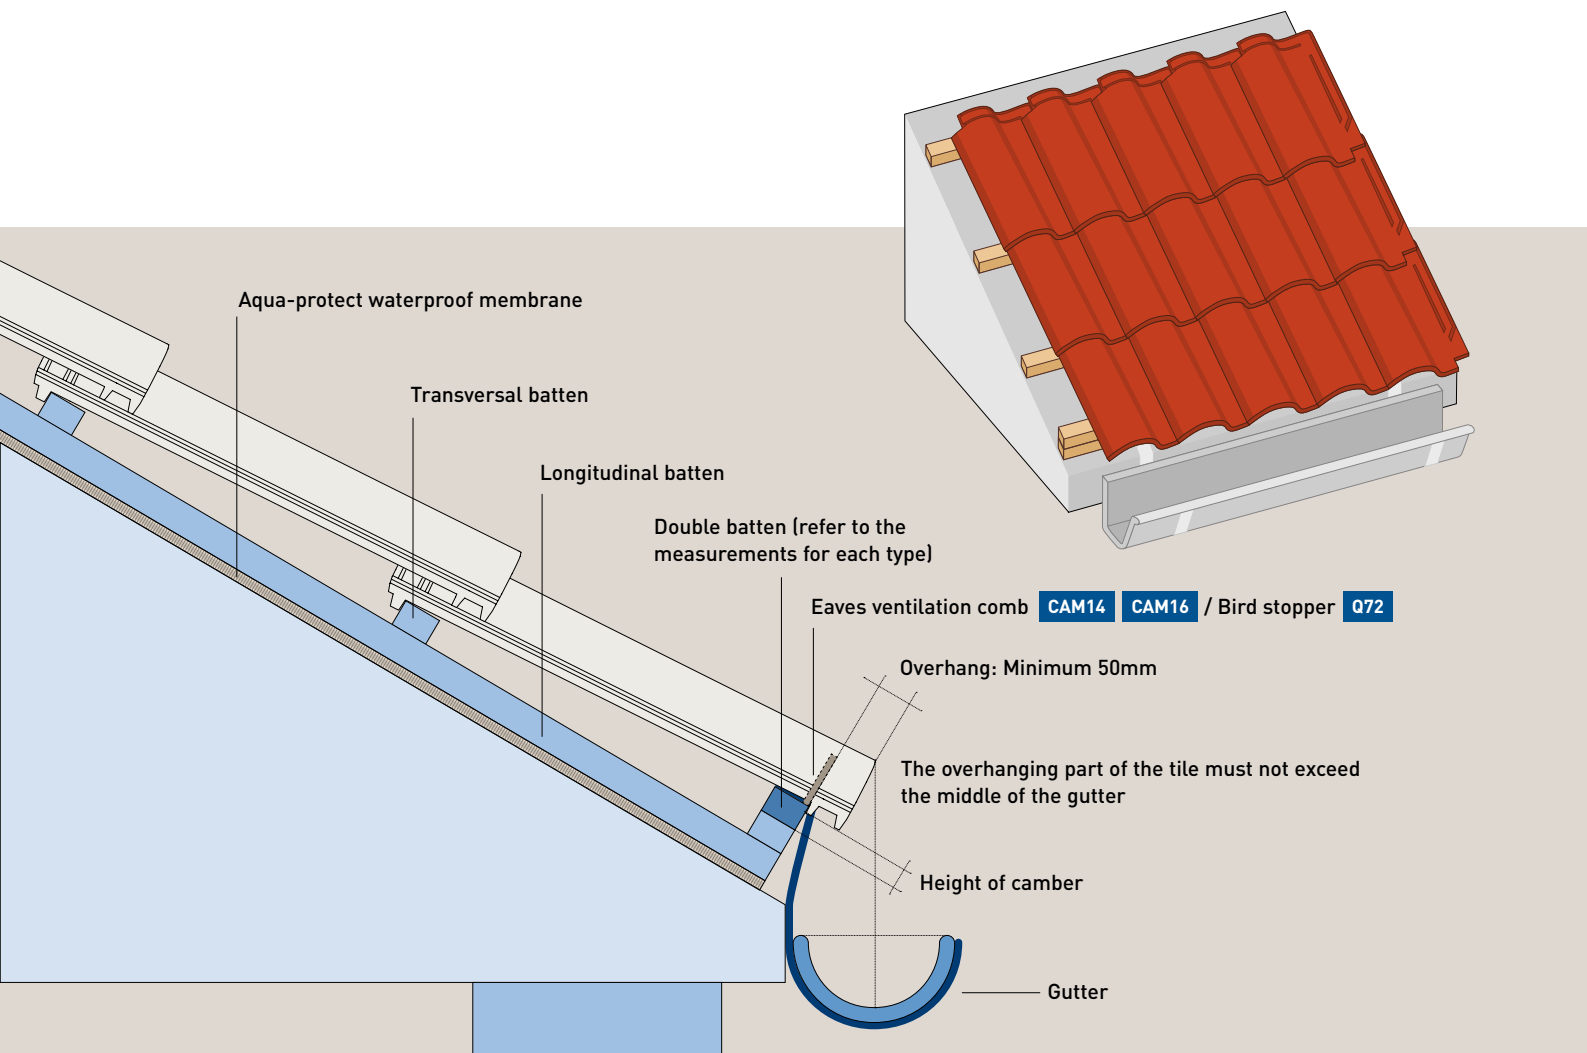 Aqua-protect waterproof membrane
Transversal batten
Longitudinal batten
Double batten (refer to the
measurements for each type)
Eaves ventilation comb CAM14 CAM16 / Bird stopper Q72
Overhang: Minimum 50mm
The overhanging part of the tile must not exceed
the middle of the gutter
Height of camber
Gutter